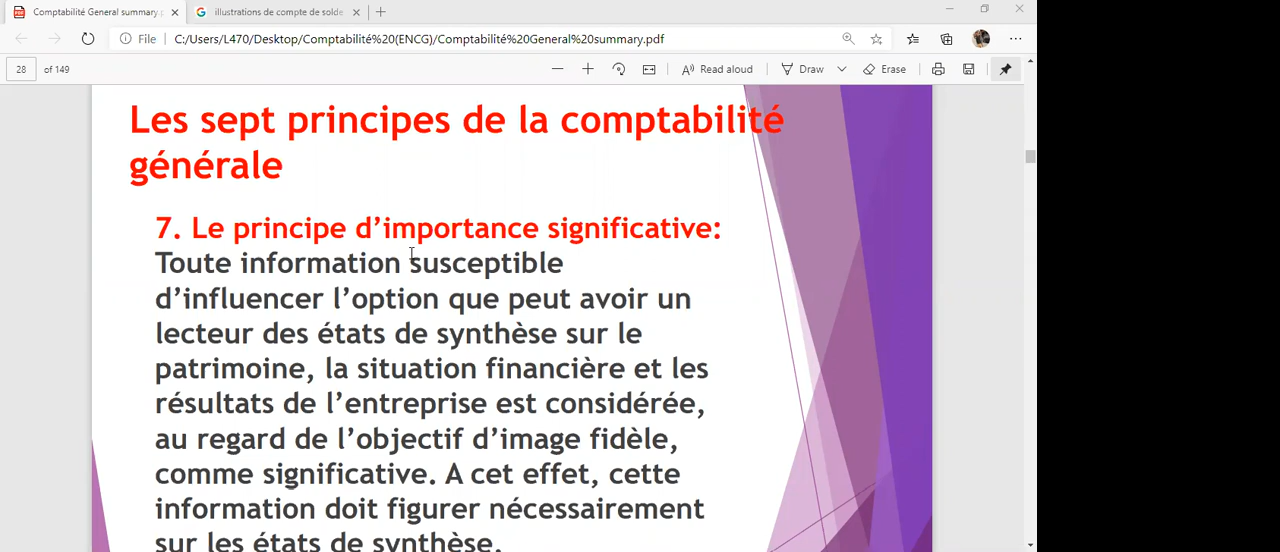 Comptabilité General summary.p
illustrations de compte de solde
File C:/Users/L470/Desktop/Comptabilité%20(ENCG)/Comptabilité%20General%20summary.pdf
28 of 149 Read aloud Draw Erase
Les sept principes de la comptabilité
générale
7. Le principe d’importance significative:
Toute information susceptible
d’influencer l’option que peut avoir un
lecteur des états de synthèse sur le
patrimoine, la situation financière et les
résultats de l’entreprise est considérée,
au regard de l’objectif d’image fidèle,
comme significative. A cet effet, cette
information doit figurer nécessairement
sur les états de synthèse.